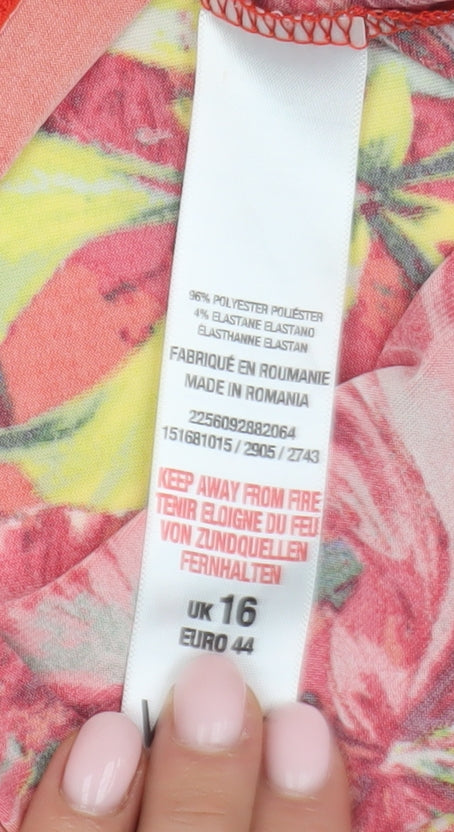 96% POLYESTER POLIÉSTER
4% ELASTANE ELASTANO
ÉLASTHANNE ELASTAN
FABRIQUÉ EN ROUMANIE
MADE IN ROMANIA
2256092882064
151681015 / 2905 / 2743
KEEP AWAY FROM FIRE
TENIR ELOIGNE DU FEU
VON ZUNDQUELLEN
FERNHALTEN
UK 16
EURO 44